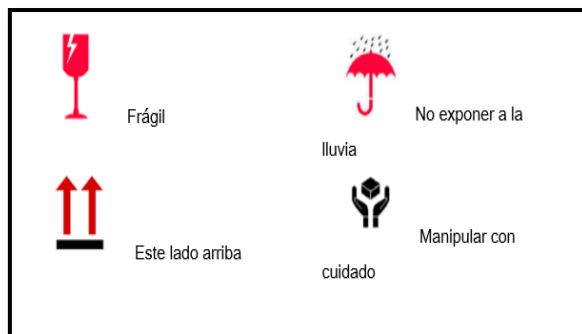 Frágil
No exponer a la
lluvia
Este lado arriba
Manipular con
cuidado